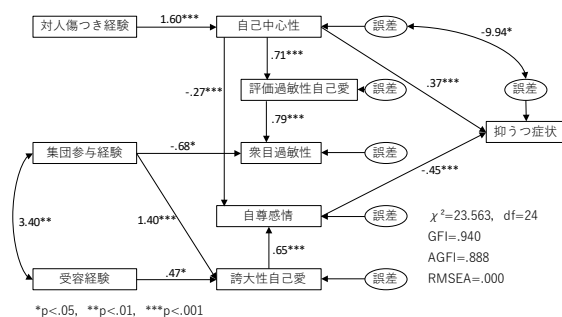 対人傷つき経験
1.60***
自己中心性
誤差
-9.94*
.71***
.37***
-.27***
評価過敏性自己愛
誤差
誤差
.79***
抑うつ症状
集団参与経験
-.68*
衆目過敏性
誤差
-.45***
3.40**
1.40***
自尊感情
誤差
χ²=23.563, df=24
GFI=.940
.65***
AGFI=.888
受容経験
.47*
誇大性自己愛
誤差
RMSEA=.000
*p<.05, **p<.01, ***p<.001